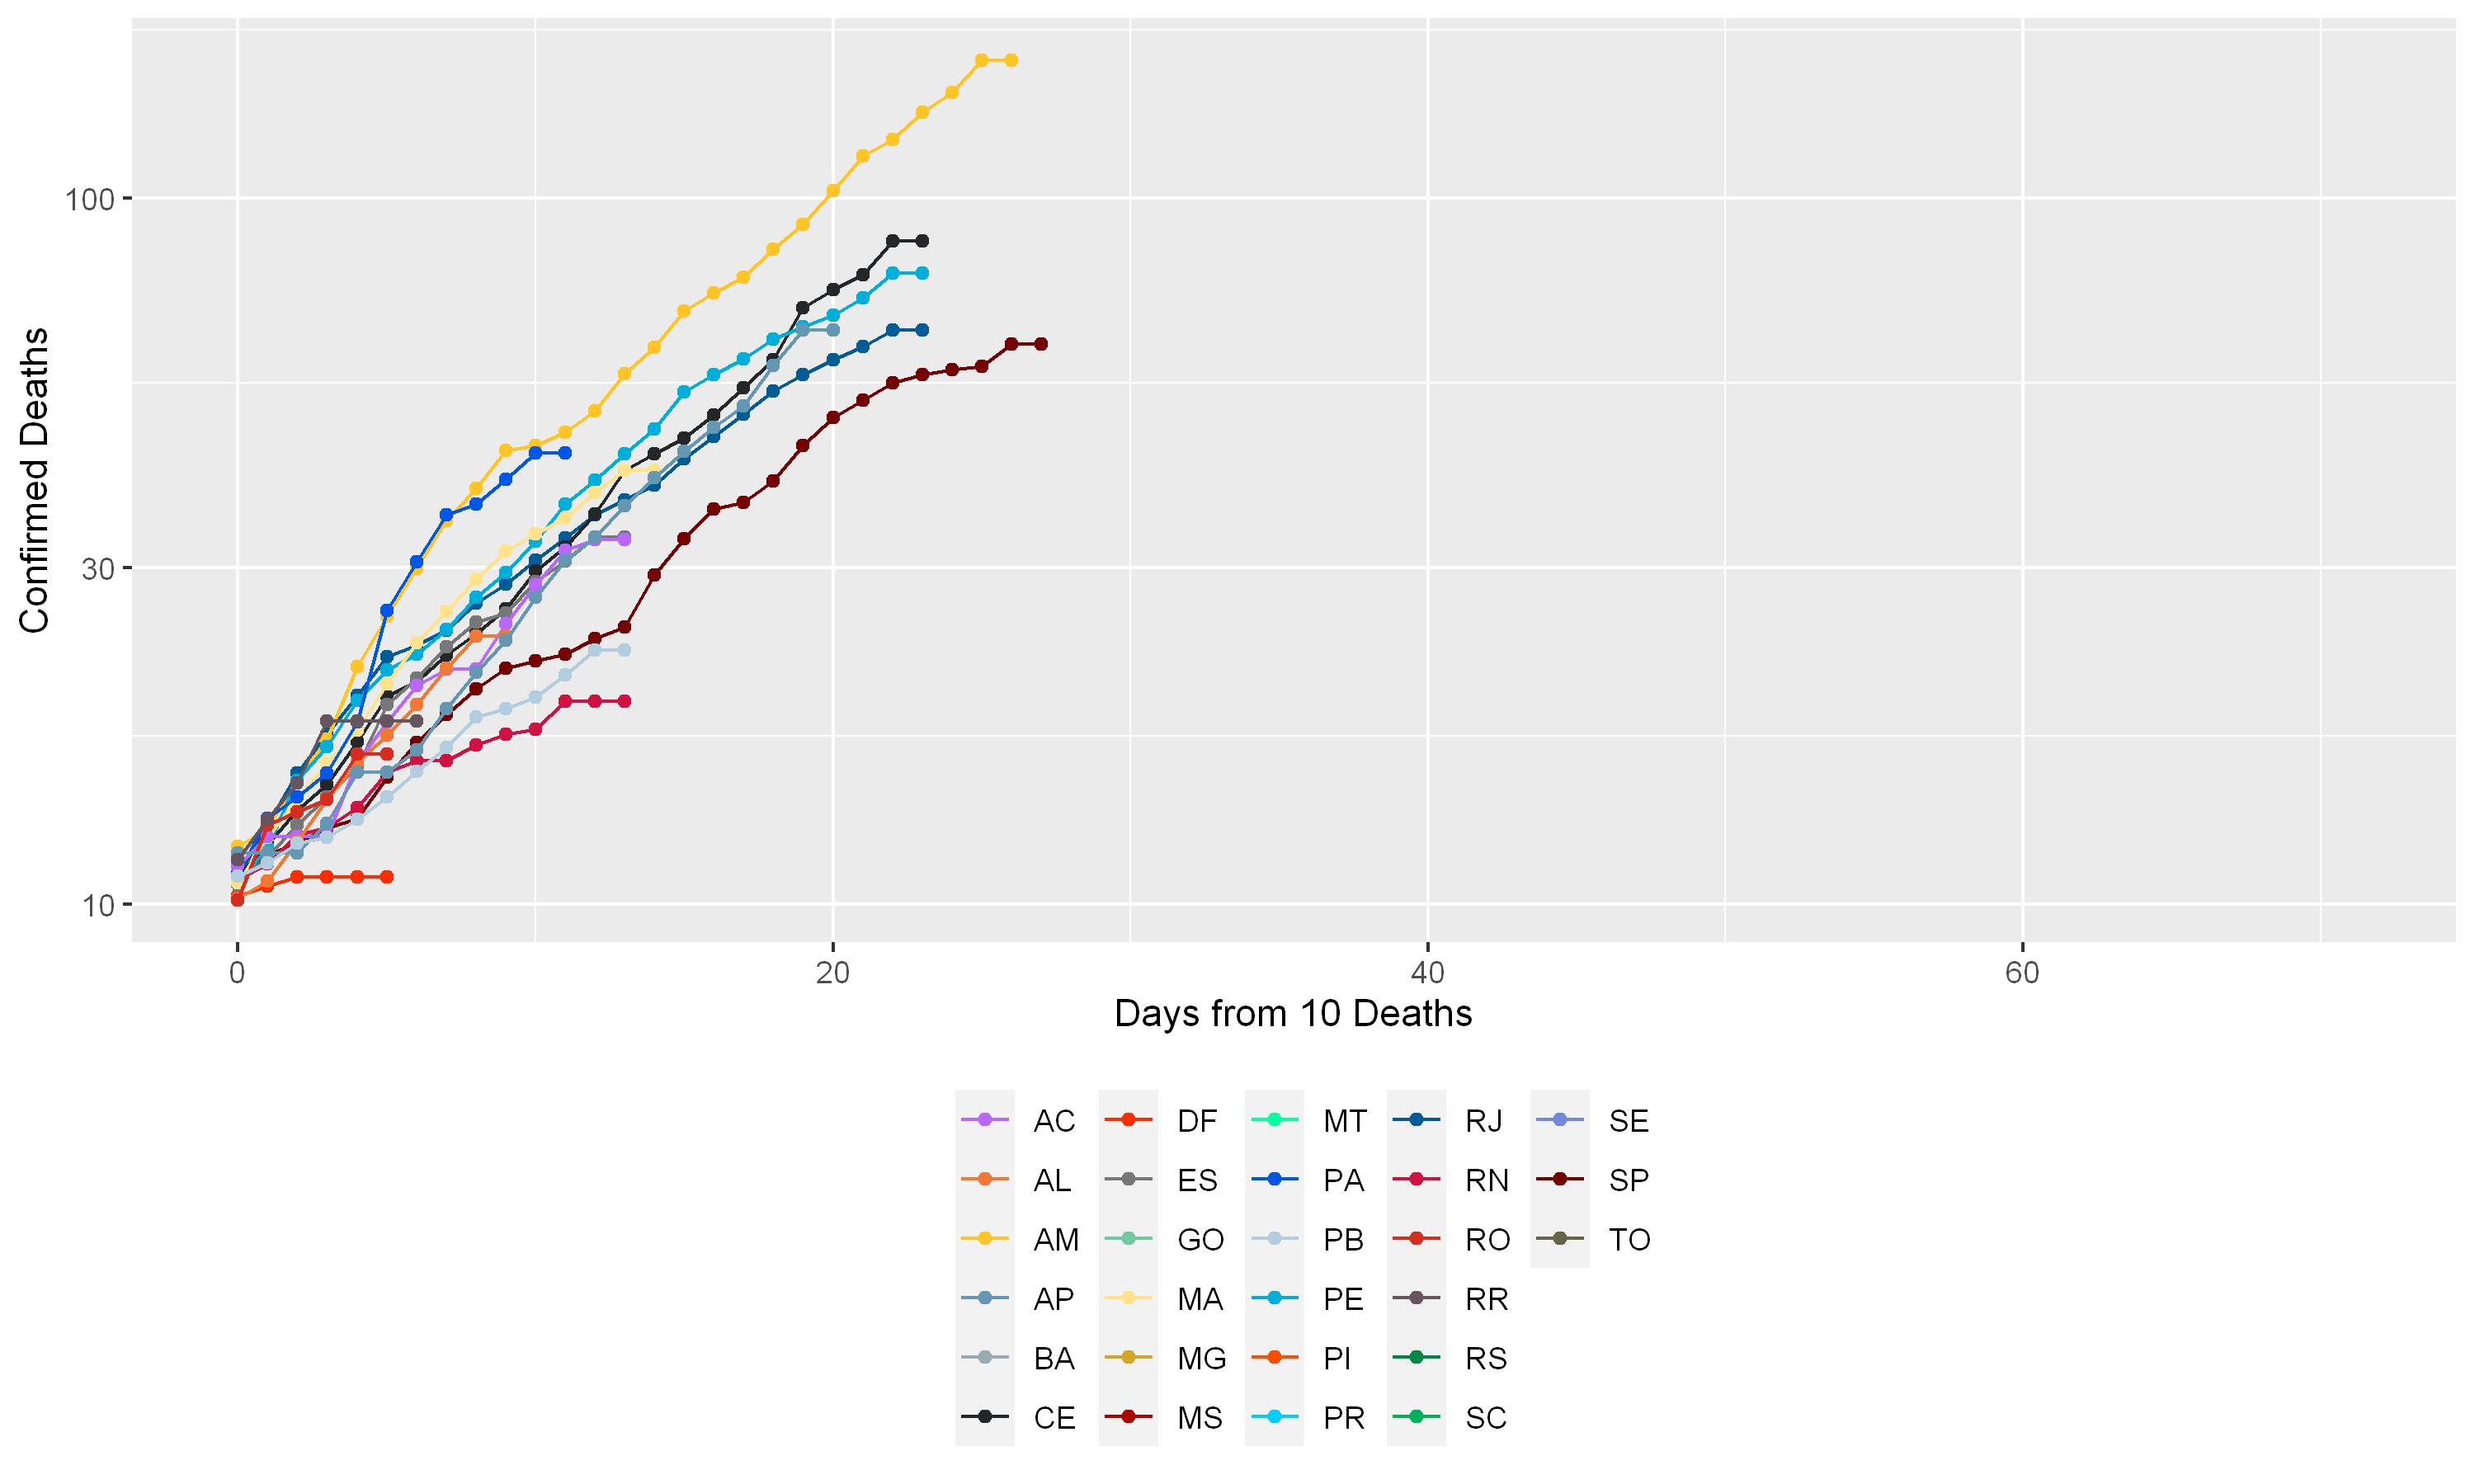 Confirmed Deaths
100
30
10
0 20 40 60
Days from 10 Deaths
AC DF MT RJ SE
AL ES PA RN SP
AM GO PB RO TO
AP MA PE RR
BA MG PI RS
CE MS PR SC